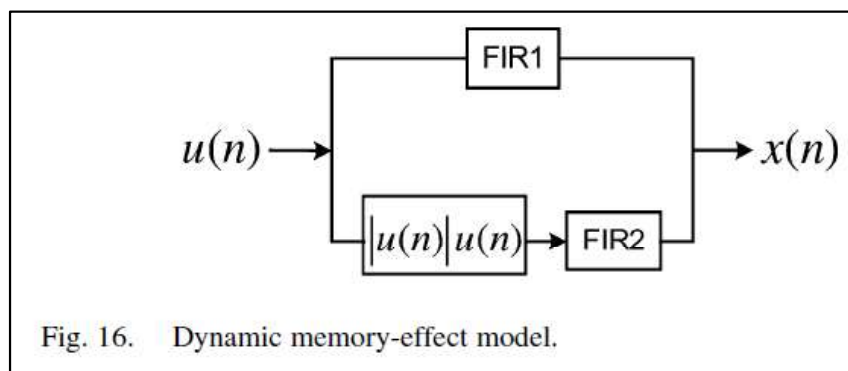 FIR1
u(n)
x(n)
|u(n)|u(n)
FIR2
Fig. 16. Dynamic memory-effect model.